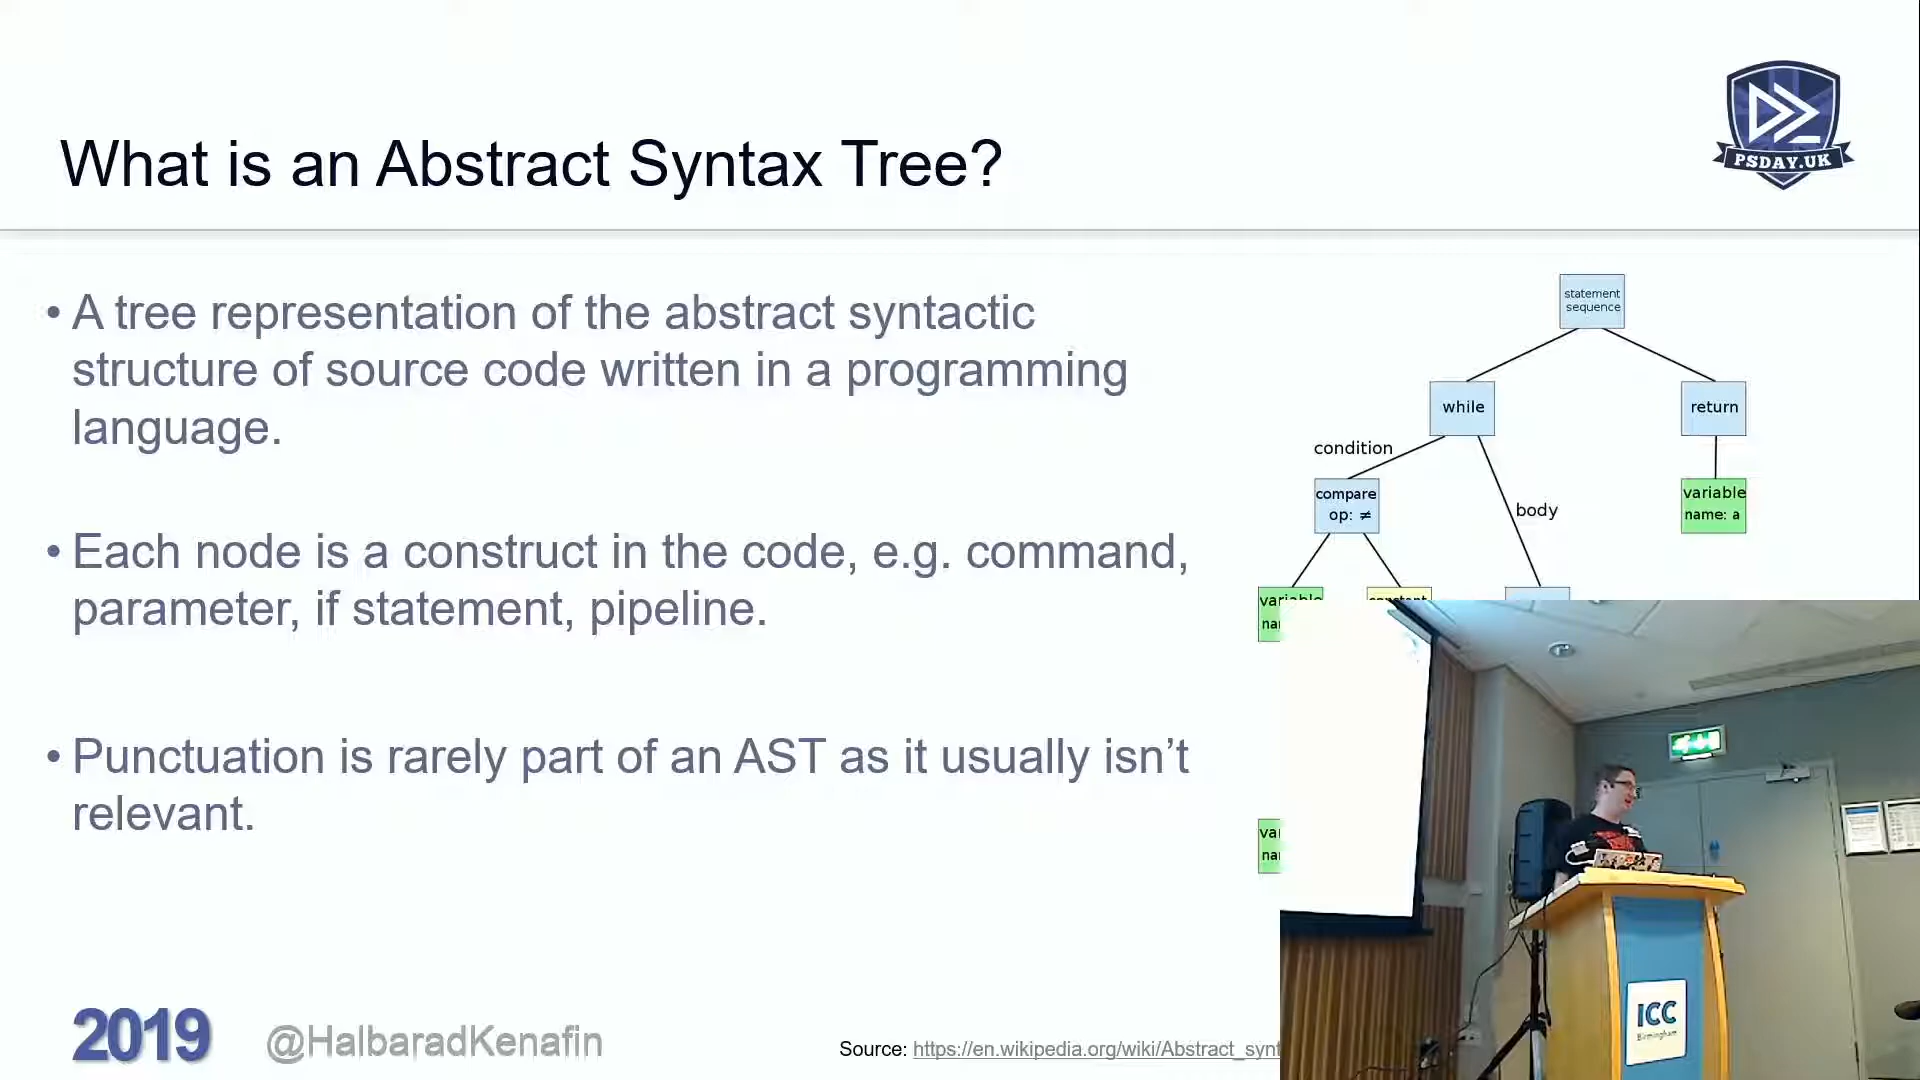 PSDAY.UK
What is an Abstract Syntax Tree?
• A tree representation of the abstract syntactic
structure of source code written in a programming
language.
• Each node is a construct in the code, e.g. command,
parameter, if statement, pipeline.
• Punctuation is rarely part of an AST as it usually isn’t
relevant.
statement
sequence
while
return
condition
compare
op: ≠
body
variable
name: a
variable
constant
2019
@HalbaradKenafin
Source: https://en.wikipedia.org/wiki/Abstract_synt
ICC
Birmingham